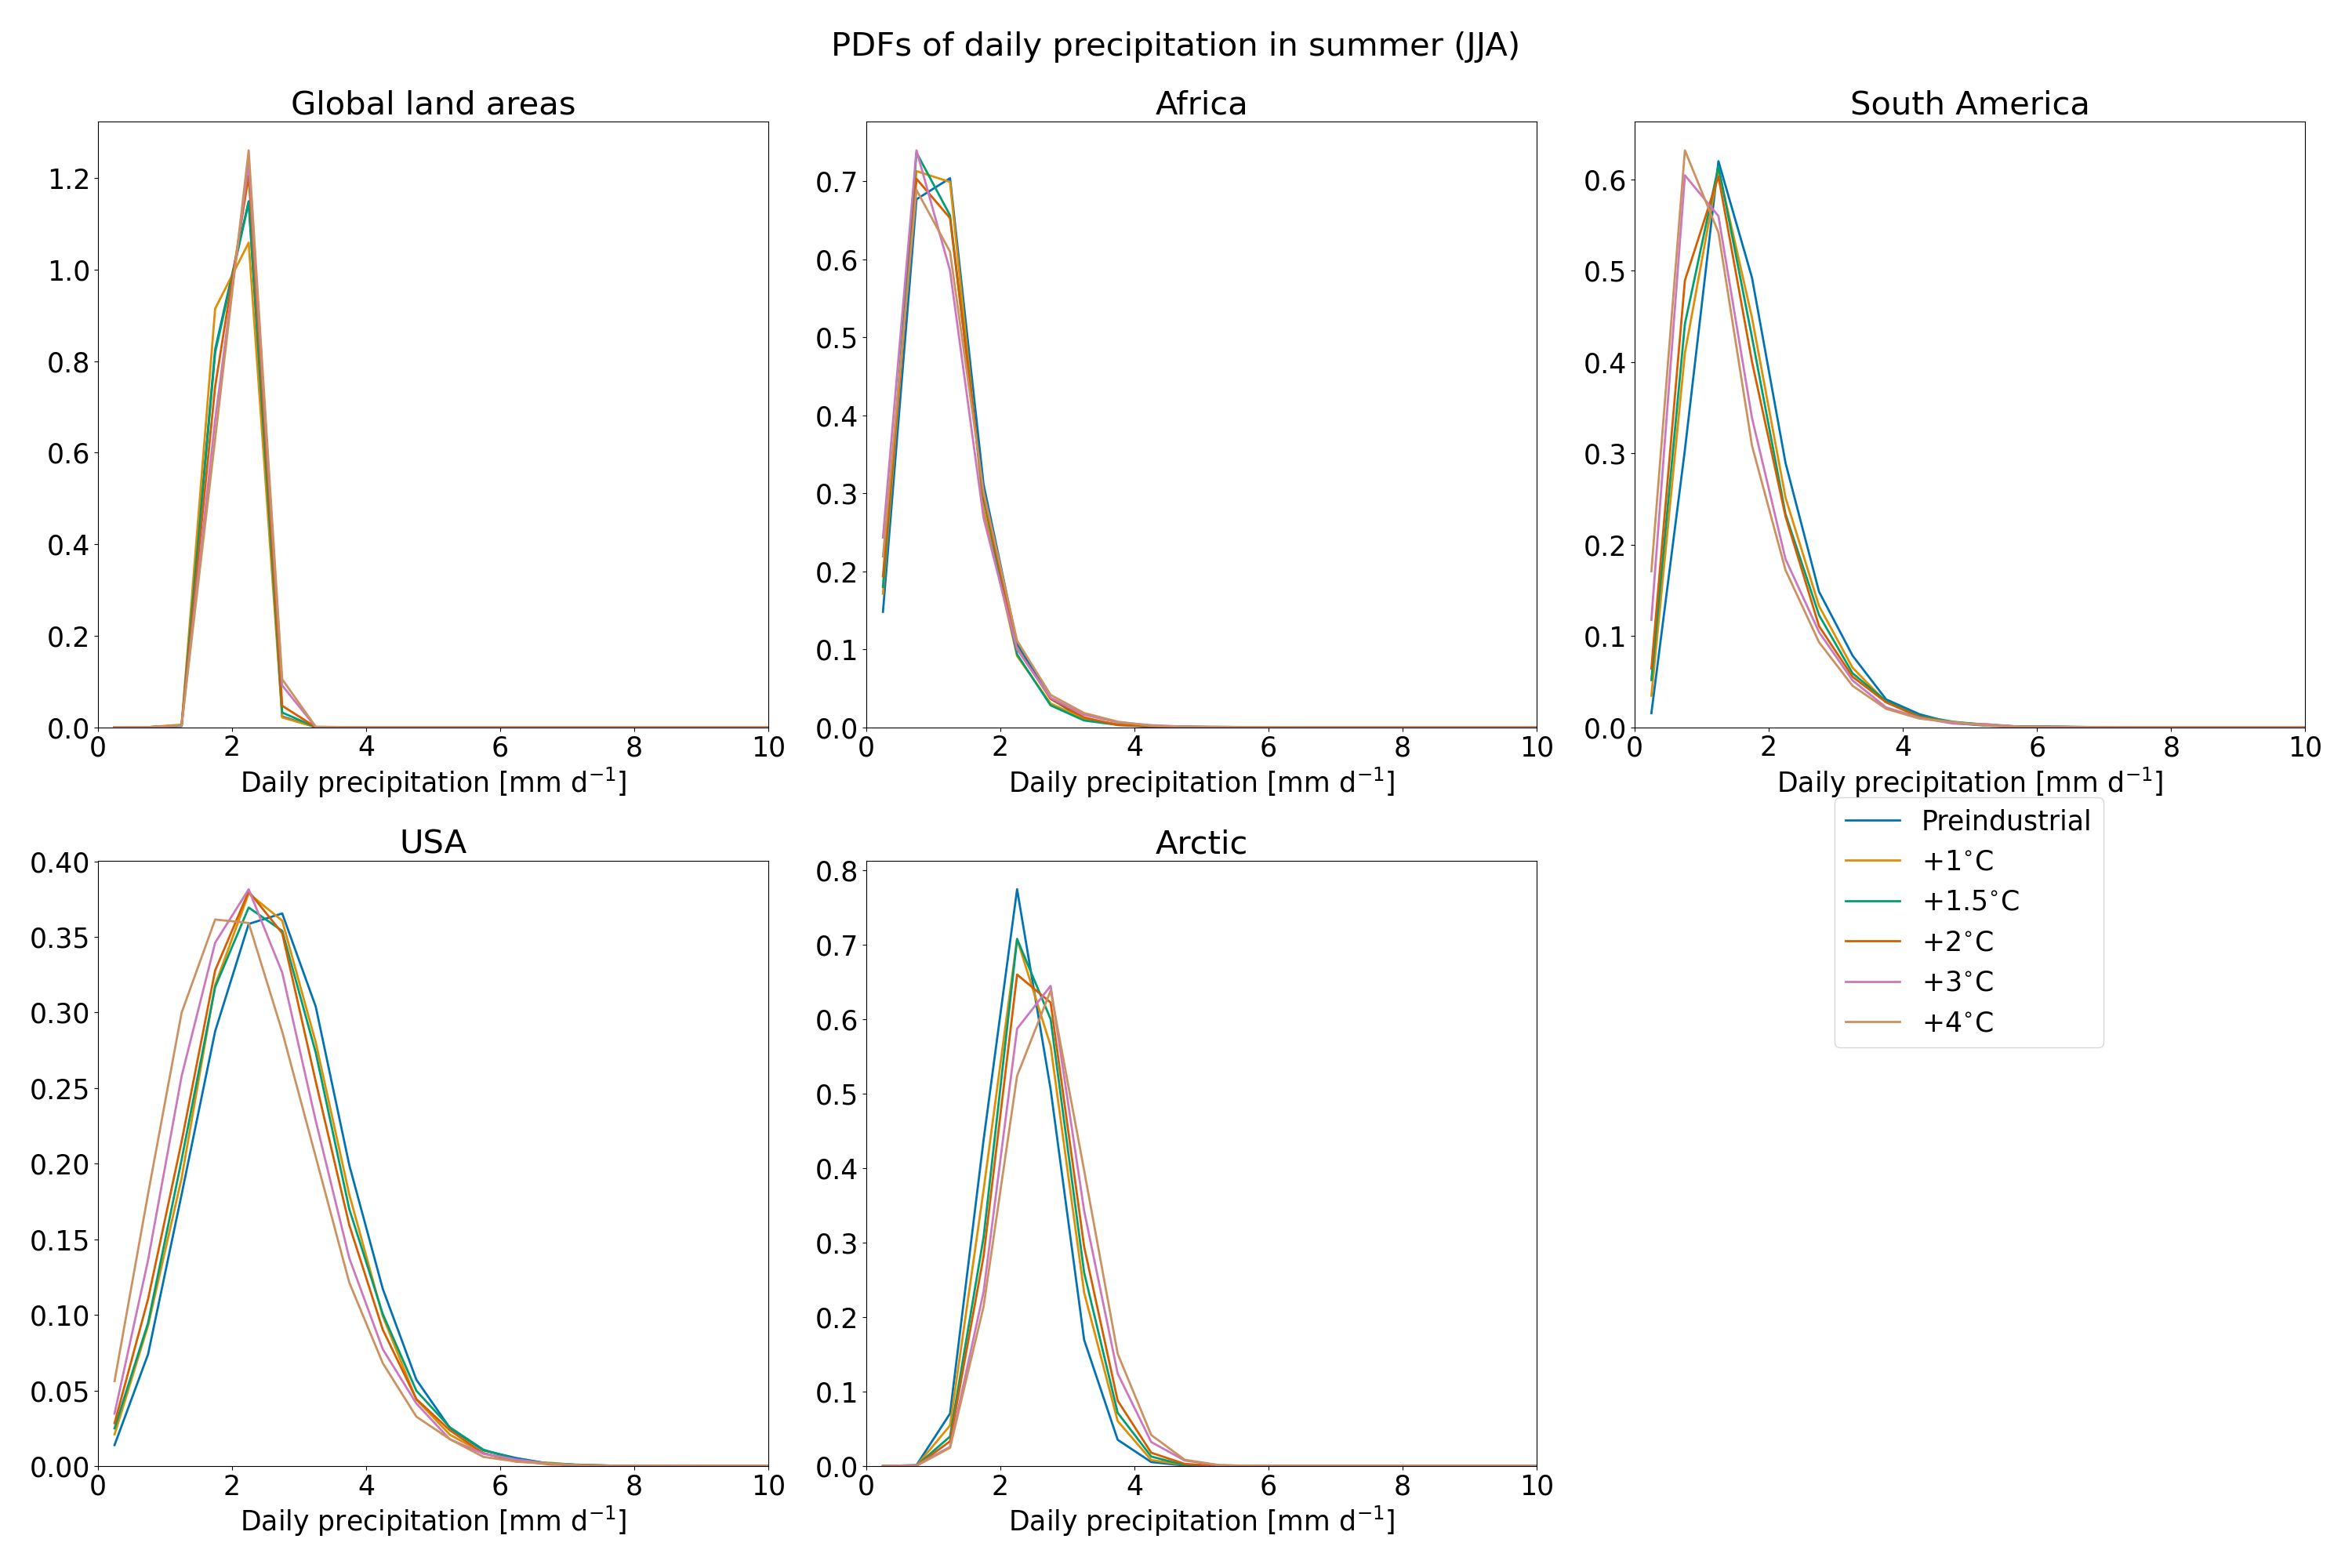 PDFs of daily precipitation in summer (JJA)
Global land areas
1.2
1.0
0.8
0.6
0.4
0.2
0.0
0 2 4 6 8 10
Daily precipitation [mm d⁻¹]
Africa
0.7
0.6
0.5
0.4
0.3
0.2
0.1
0.0
0 2 4 6 8 10
Daily precipitation [mm d⁻¹]
South America
0.6
0.5
0.4
0.3
0.2
0.1
0.0
0 2 4 6 8 10
Daily precipitation [mm d⁻¹]
USA
0.40
0.35
0.30
0.25
0.20
0.15
0.10
0.05
0.00
0 2 4 6 8 10
Daily precipitation [mm d⁻¹]
Arctic
0.8
0.7
0.6
0.5
0.4
0.3
0.2
0.1
0.0
0 2 4 6 8 10
Daily precipitation [mm d⁻¹]
Preindustrial
+1°C
+1.5°C
+2°C
+3°C
+4°C